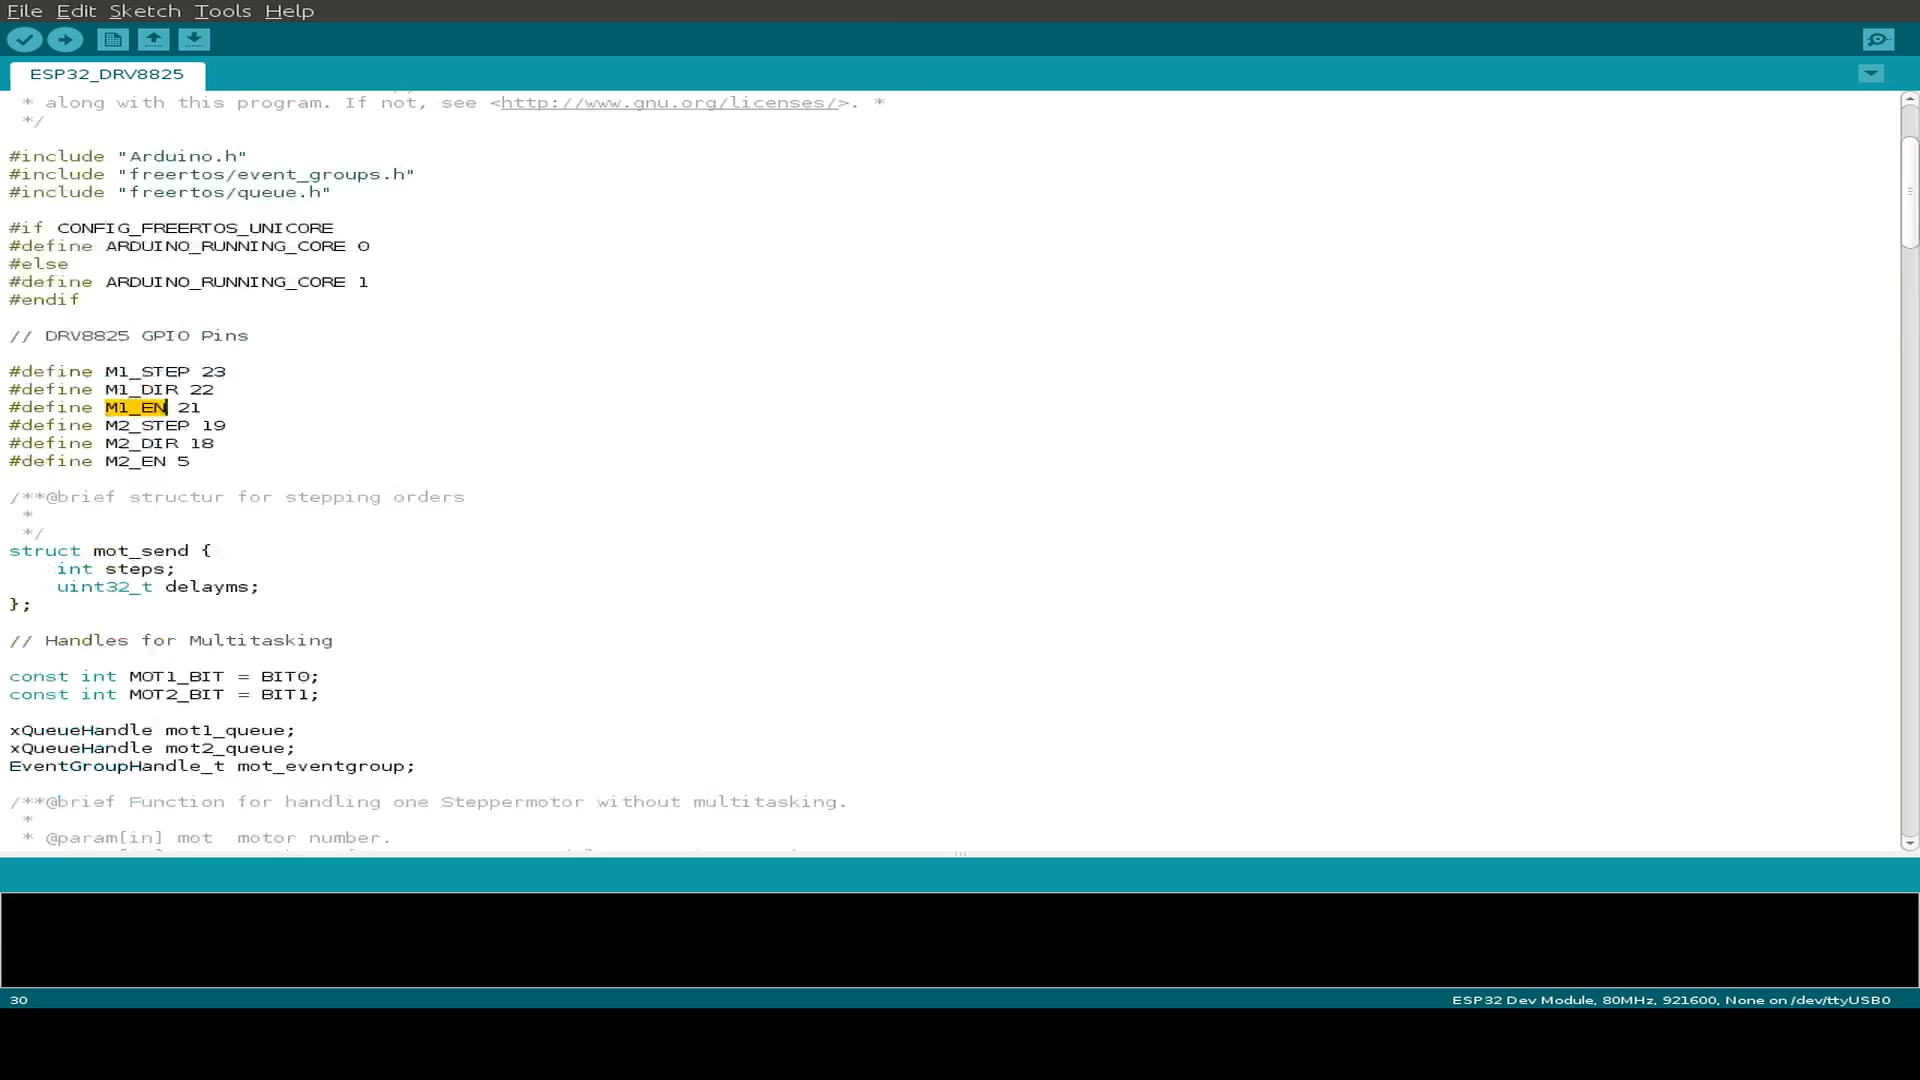 File Edit Sketch Tools Help
ESP32_DRV8825
* along with this program. If not, see <http://www.gnu.org/licenses/>. *
*/
#include "Arduino.h"
#include "freertos/event_groups.h"
#include "freertos/queue.h"
#if CONFIG_FREERTOS_UNICORE
#define ARDUINO_RUNNING_CORE 0
#else
#define ARDUINO_RUNNING_CORE 1
#endif
// DRV8825 GPIO Pins
#define M1_STEP 23
#define M1_DIR 22
#define M1_EN 21
#define M2_STEP 19
#define M2_DIR 18
#define M2_EN 5
/**@brief structur for stepping orders
*
*/
struct mot_send {
int steps;
uint32_t delayms;
};
// Handles for Multitasking
const int MOT1_BIT = BIT0;
const int MOT2_BIT = BIT1;
xQueueHandle mot1_queue;
xQueueHandle mot2_queue;
EventGroupHandle_t mot_eventgroup;
/**@brief Function for handling one Steppermotor without multitasking.
*
* @param[in] mot motor number.
30
ESP32 Dev Module, 80MHz, 921600, None on /dev/ttyUSB0